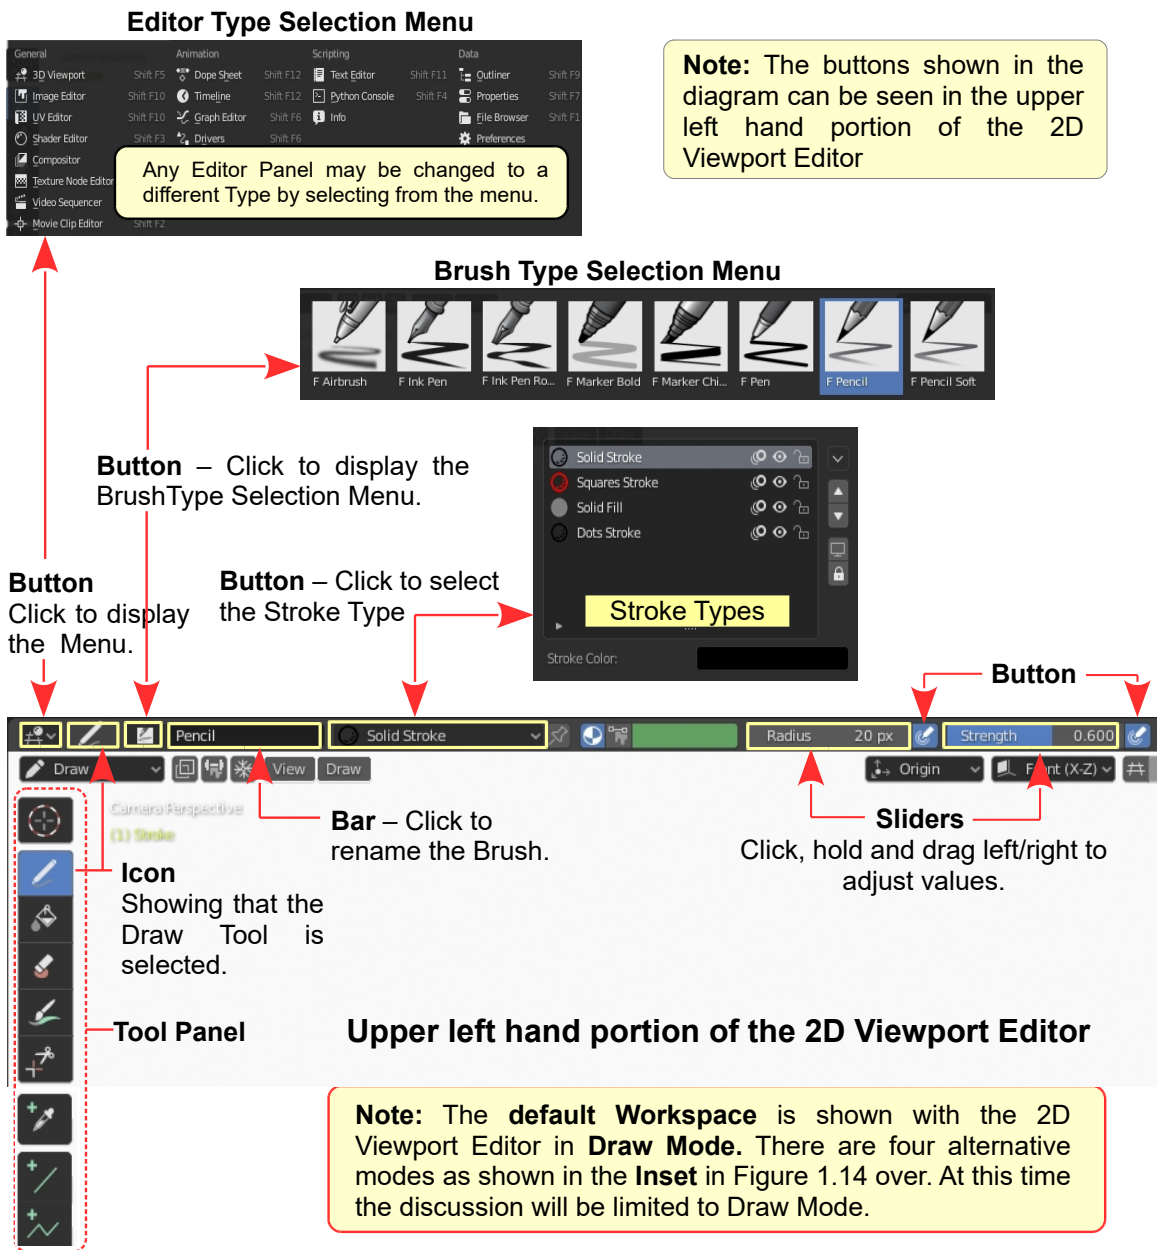 Editor Type Selection Menu
General Animation Scripting Data
3D Viewport Shift F5 Dope Sheet Shift F12 Text Editor Shift F11 Outliner Shift F9
Image Editor Shift F10 Timeline Shift F12 Python Console Shift F4 Properties Shift F7
UV Editor Shift F10 Graph Editor Shift F6 Info File Browser Shift F1
Shader Editor Shift F3 Drivers Shift F6 Preferences
Compositor
Texture Node Editor
Video Sequencer
Movie Clip Editor Shift F2
Any Editor Panel may be changed to a
different Type by selecting from the menu.
Note: The buttons shown in the
diagram can be seen in the upper
left hand portion of the 2D
Viewport Editor
Brush Type Selection Menu
F Airbrush F Ink Pen F Ink Pen Ro... F Marker Bold F Marker Chi... F Pen F Pencil F Pencil Soft
Button – Click to display the
BrushType Selection Menu.
Solid Stroke
Squares Stroke
Solid Fill
Dots Stroke
Stroke Types
Stroke Color:
Button
Click to display
the Menu.
Button – Click to select
the Stroke Type
Button
Pencil Solid Stroke Radius 20 px Strength 0.600
Draw View Draw Origin Front (X-Z)
Camera Perspective
(1) Stroke
Bar – Click to
rename the Brush.
Sliders
Click, hold and drag left/right to
adjust values.
Icon
Showing that the
Draw Tool is
selected.
Tool Panel
Upper left hand portion of the 2D Viewport Editor
Note: The default Workspace is shown with the 2D
Viewport Editor in Draw Mode. There are four alternative
modes as shown in the Inset in Figure 1.14 over. At this time
the discussion will be limited to Draw Mode.